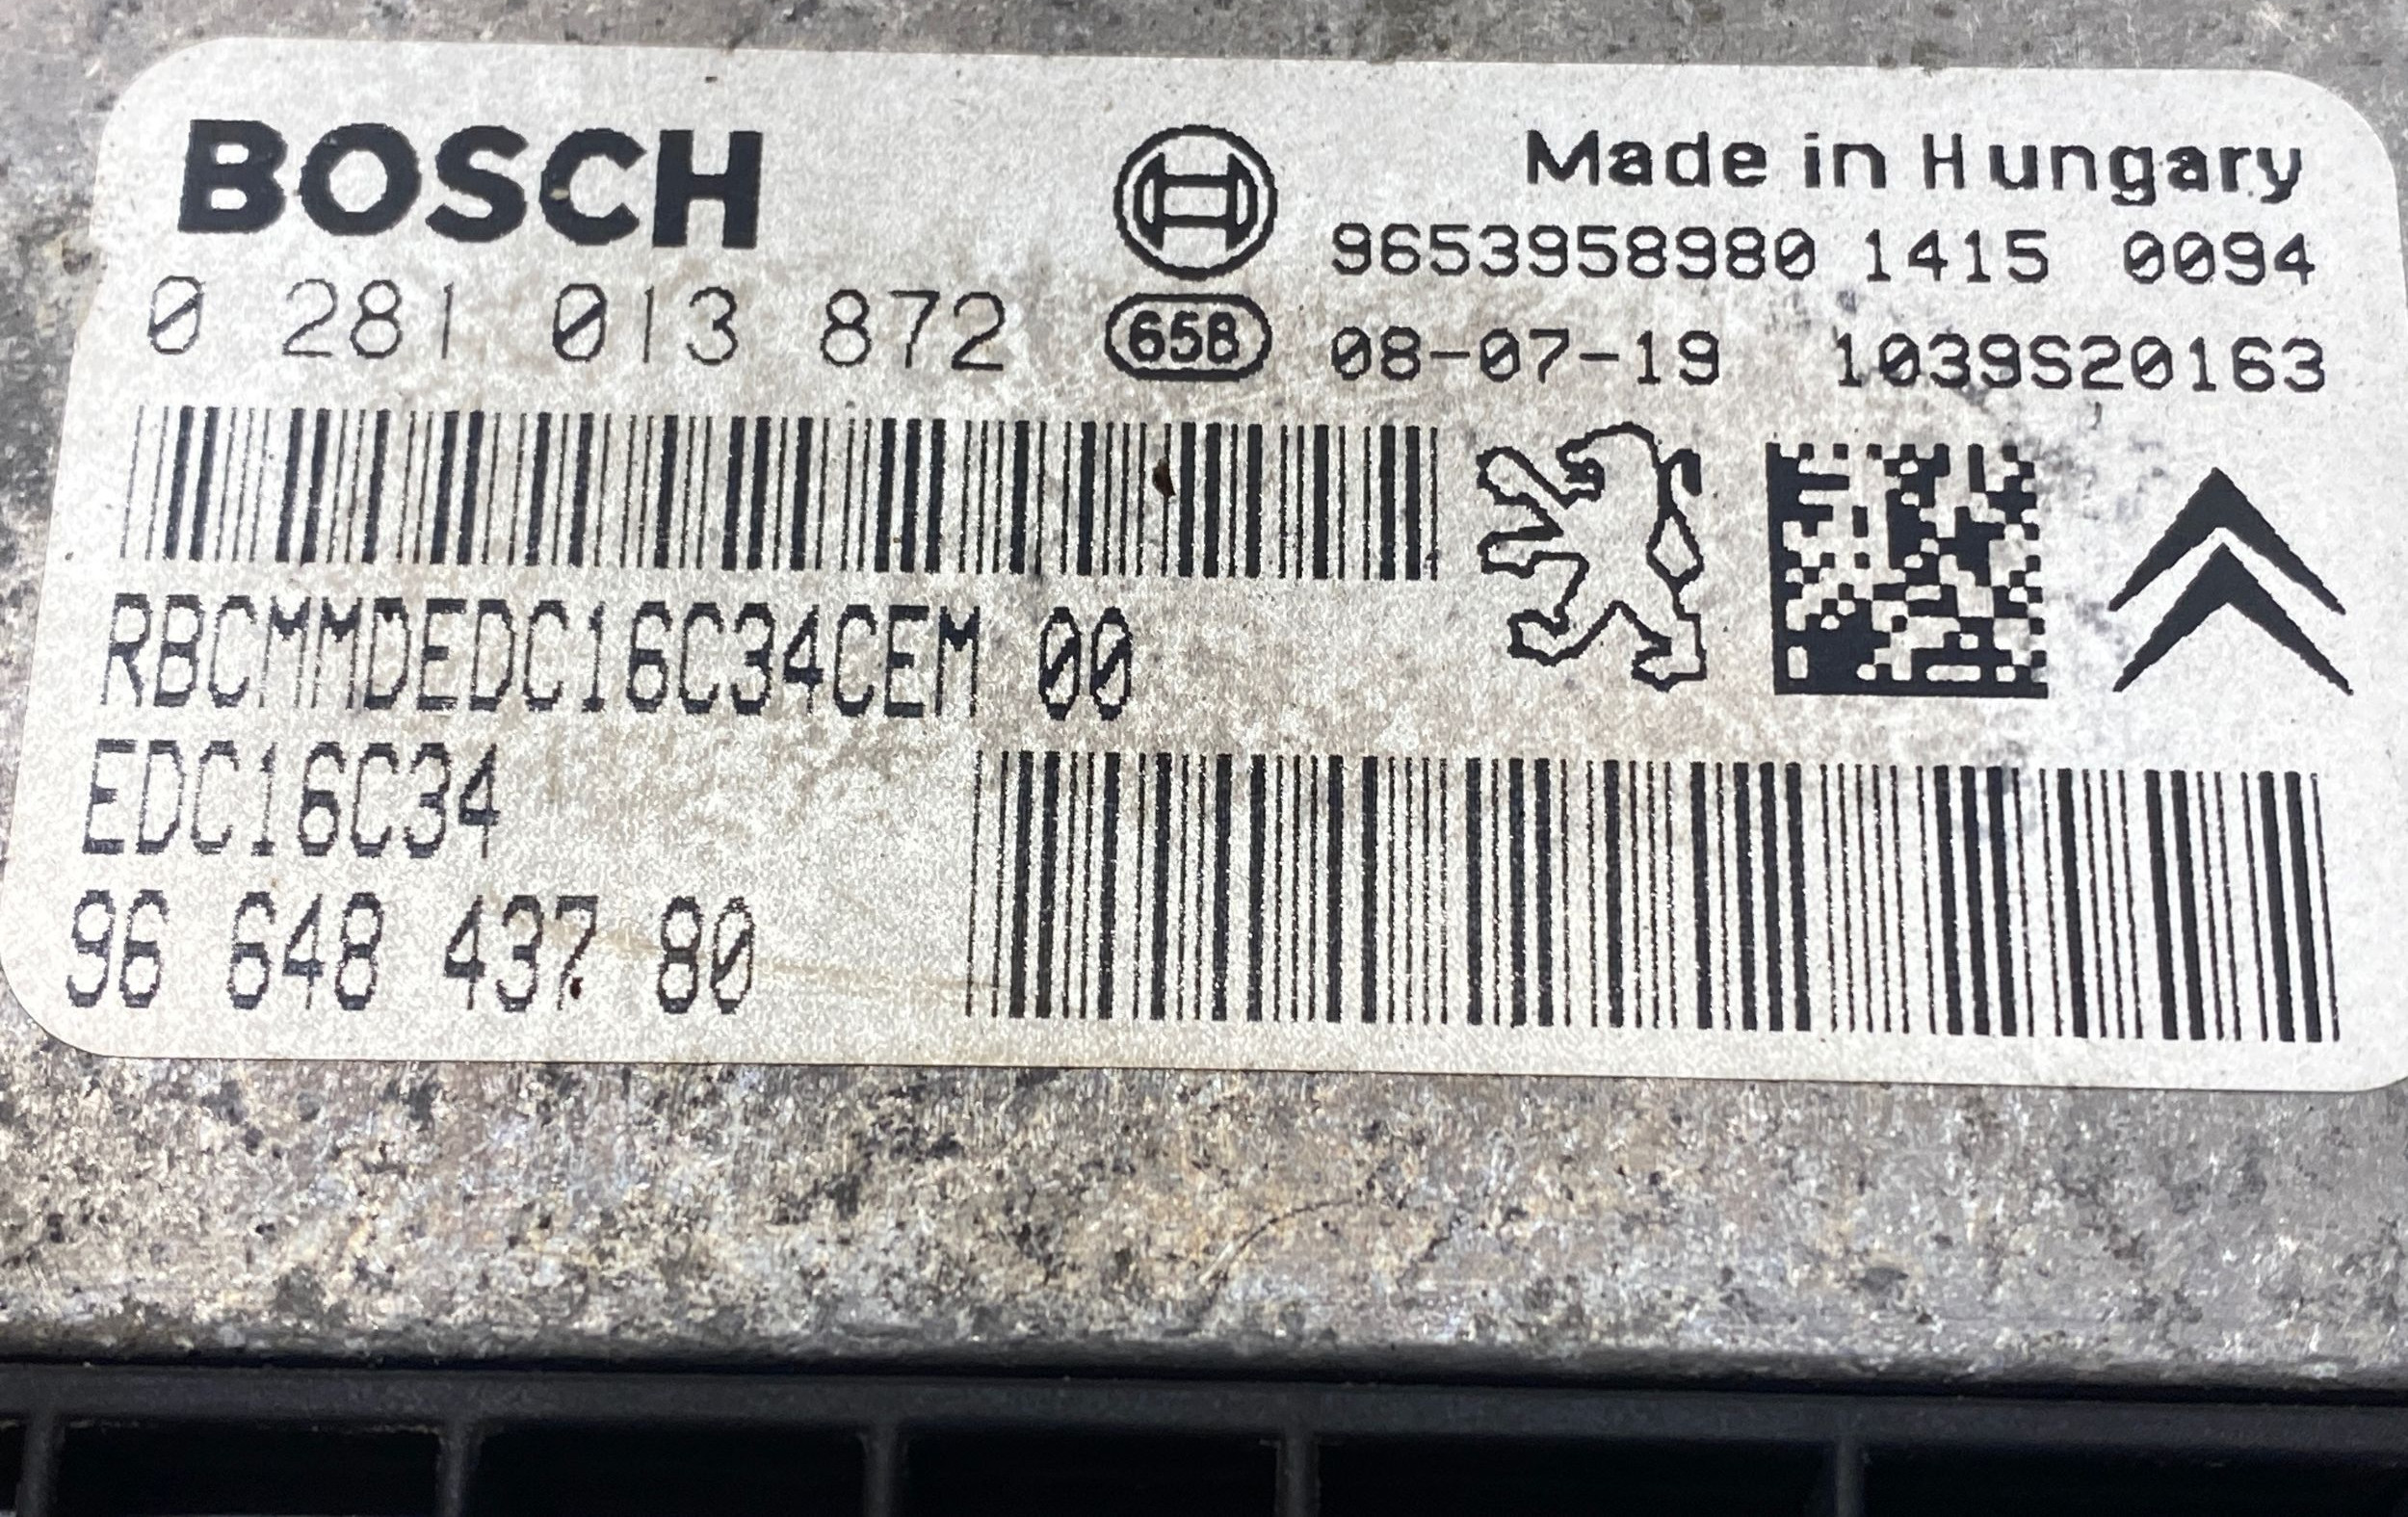 BOSCH
Made in Hungary
9653958980 1415 0094
0 281 013 872
658
08-07-19 1039S20163
RBCMMDEDC16C34CEM 00
EDC16C34
96 648 437 80